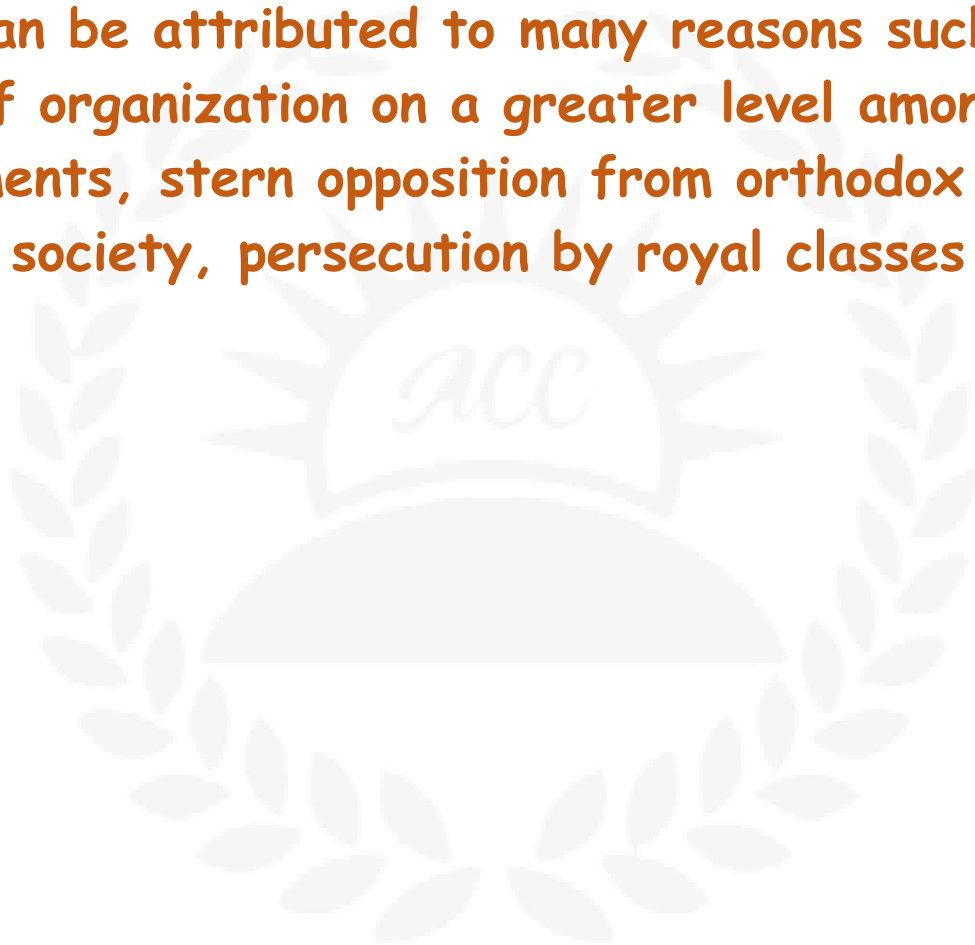 an be attributed to many reasons such
f organization on a greater level amon
ents, stern opposition from orthodox
society, persecution by royal classes
ACC